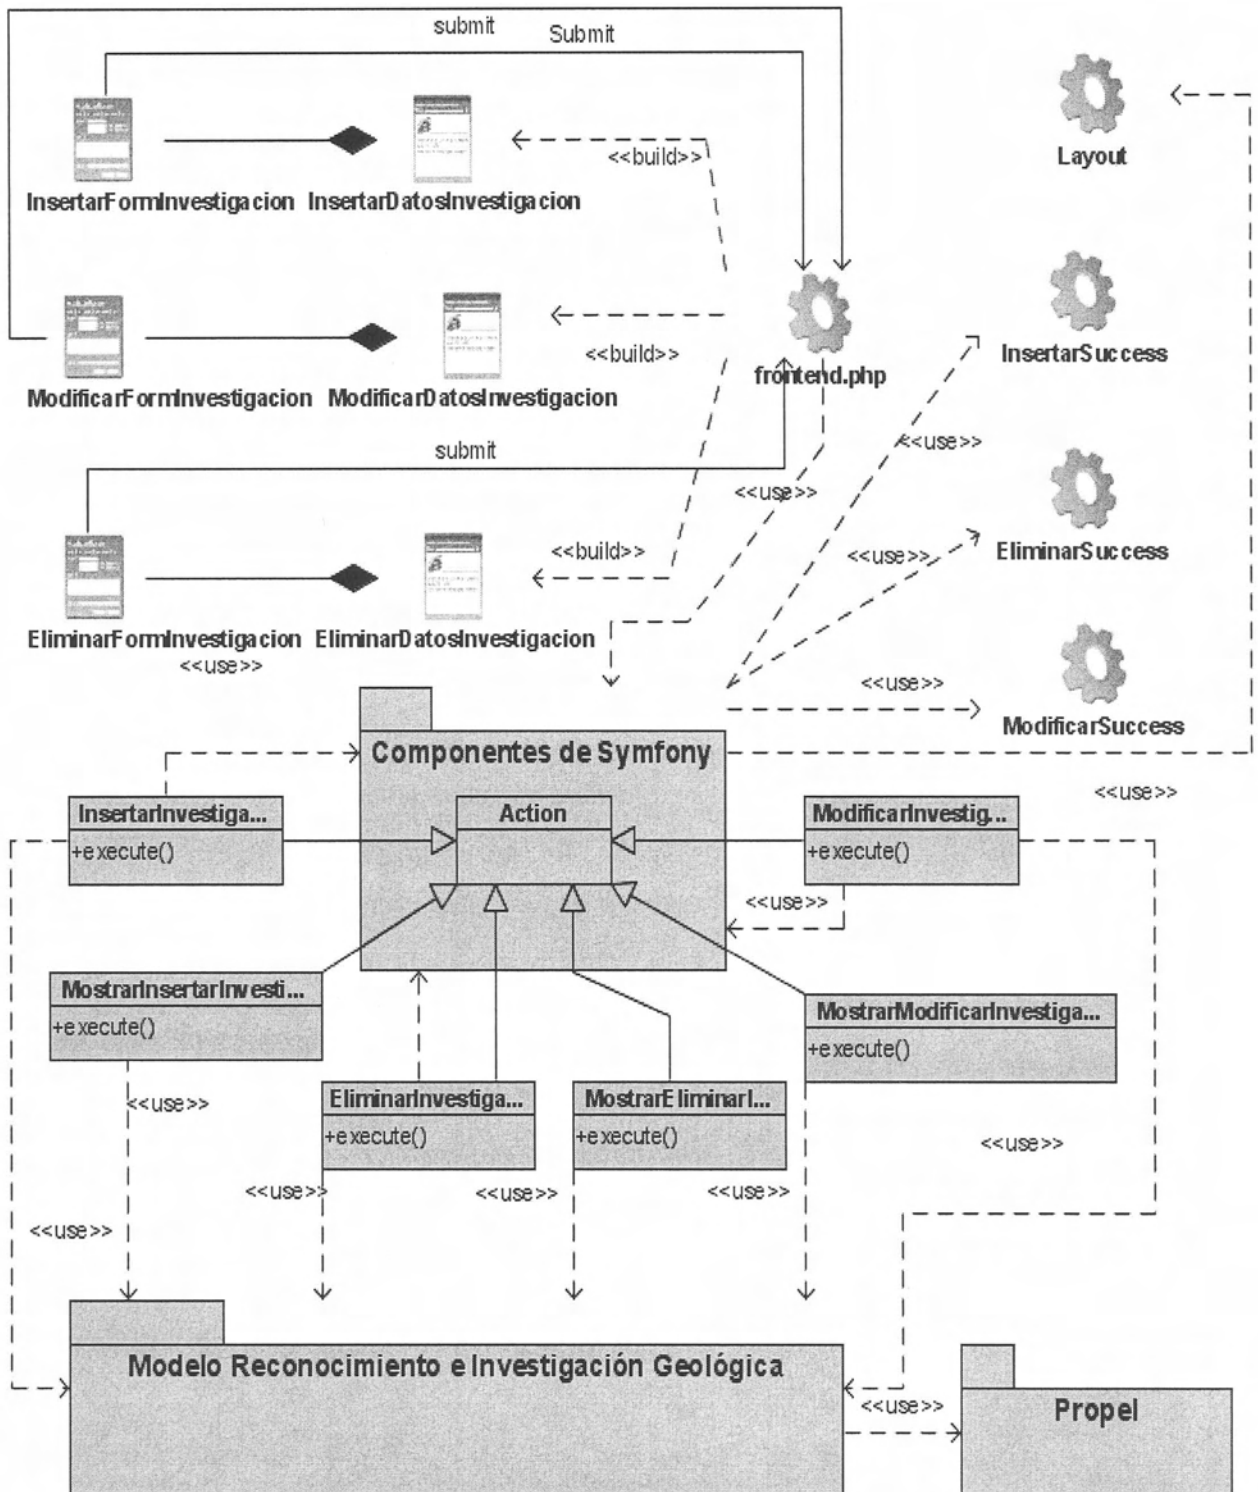 submit
Submit
Layout
<<build>>
InsertarFormInvestigacion
InsertarDatosInvestigacion
InsertarSuccess
<<build>>
frontend.php
ModificarFormInvestigacion
ModificarDatosInvestigacion
<<use>>
submit
<<use>>
<<build>>
<<use>>
EliminarSuccess
EliminarFormInvestigacion
EliminarDatosInvestigacion
<<use>>
<<use>>
ModificarSuccess
Componentes de Symfony
<<use>>
InsertarInvestiga...
+execute()
Action
ModificarInvestig...
+execute()
<<use>>
MostrarInsertarInvesti...
+execute()
MostrarModificarInvestiga...
+execute()
<<use>>
EliminarInvestiga...
+execute()
MostrarEliminarI...
+execute()
<<use>>
<<use>>
<<use>>
<<use>>
<<use>>
Modelo Reconocimiento e Investigación Geológica
<<use>>
Propel